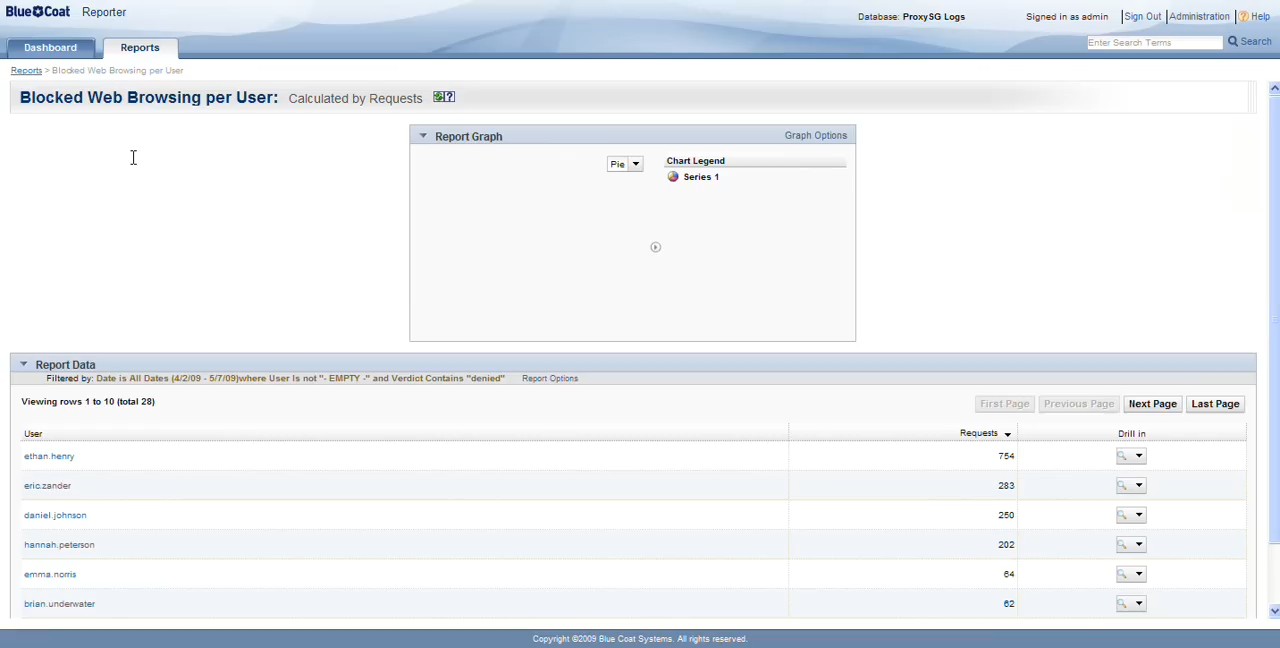 Blue Coat Reporter
Database: ProxySG Logs Signed in as admin Sign Out Administration Help
Dashboard Reports Enter Search Terms Search
Reports > Blocked Web Browsing per User
Blocked Web Browsing per User: Calculated by Requests
Report Graph Graph Options
Pie Chart Legend
Series 1
Report Data
Filtered by: Date is All Dates (4/2/09 - 5/7/09)where User Is not "- EMPTY -" and Verdict Contains "denied" Report Options
Viewing rows 1 to 10 (total 28) First Page Previous Page Next Page Last Page
User Requests Drill in
ethan.henry 754
eric.zander 283
daniel.johnson 250
hannah.peterson 202
emma.norris 64
brian.underwater 62
Copyright ©2009 Blue Coat Systems. All rights reserved.